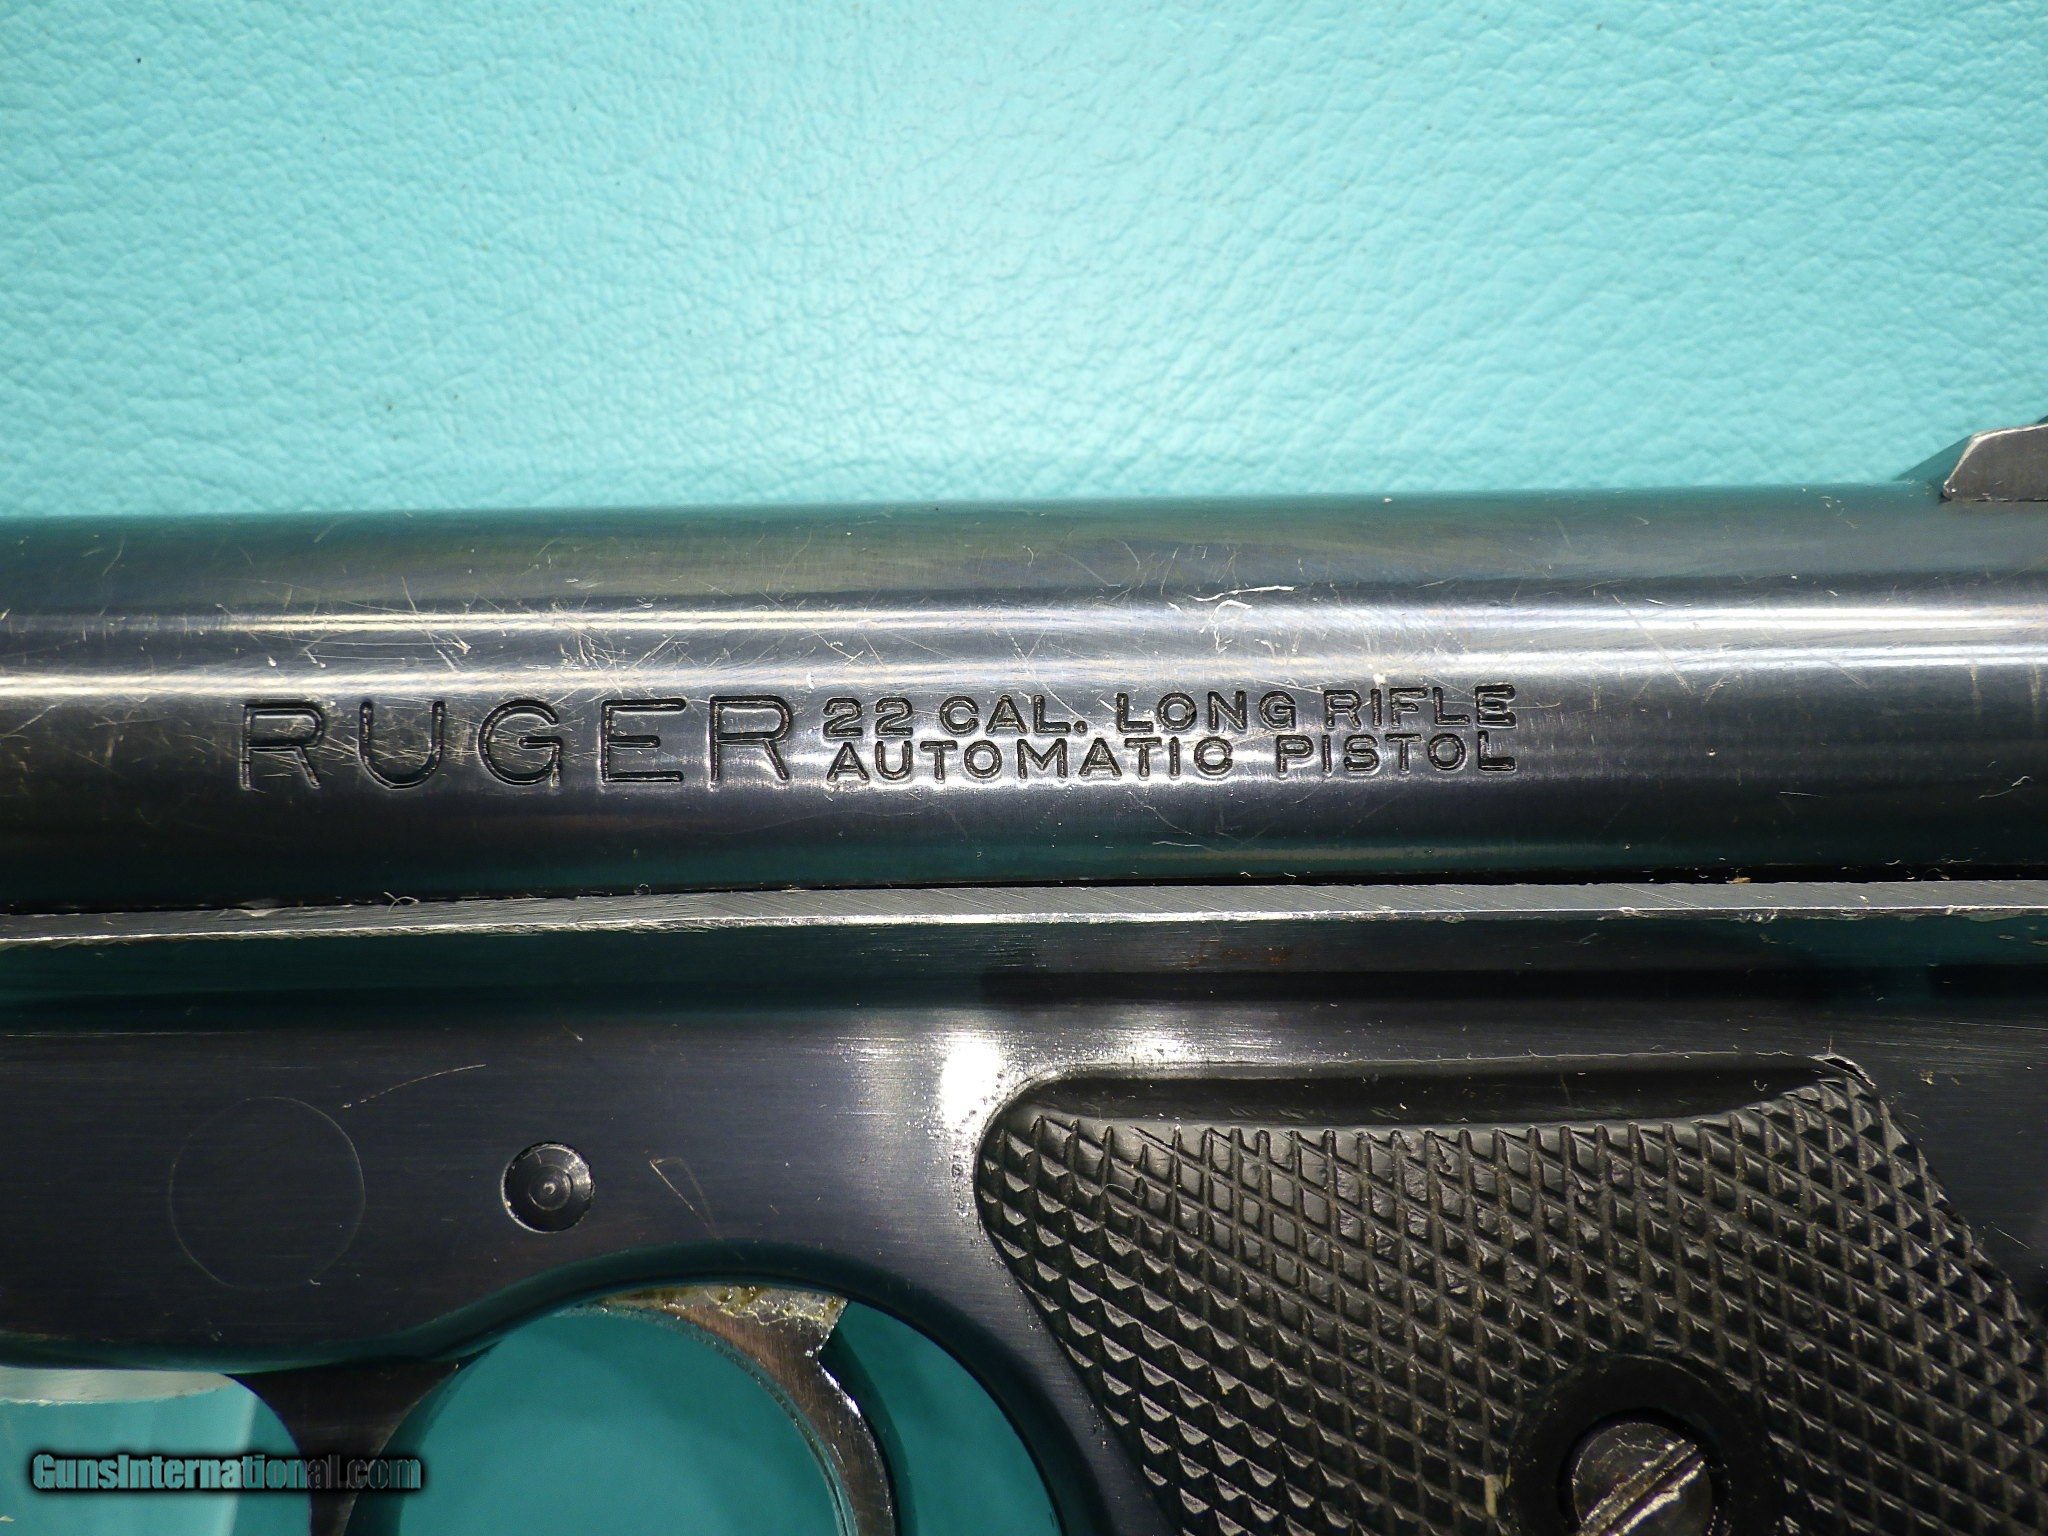 RUGER 22 CAL. LONG RIFLE
AUTOMATIC PISTOL
GunsInternational.com